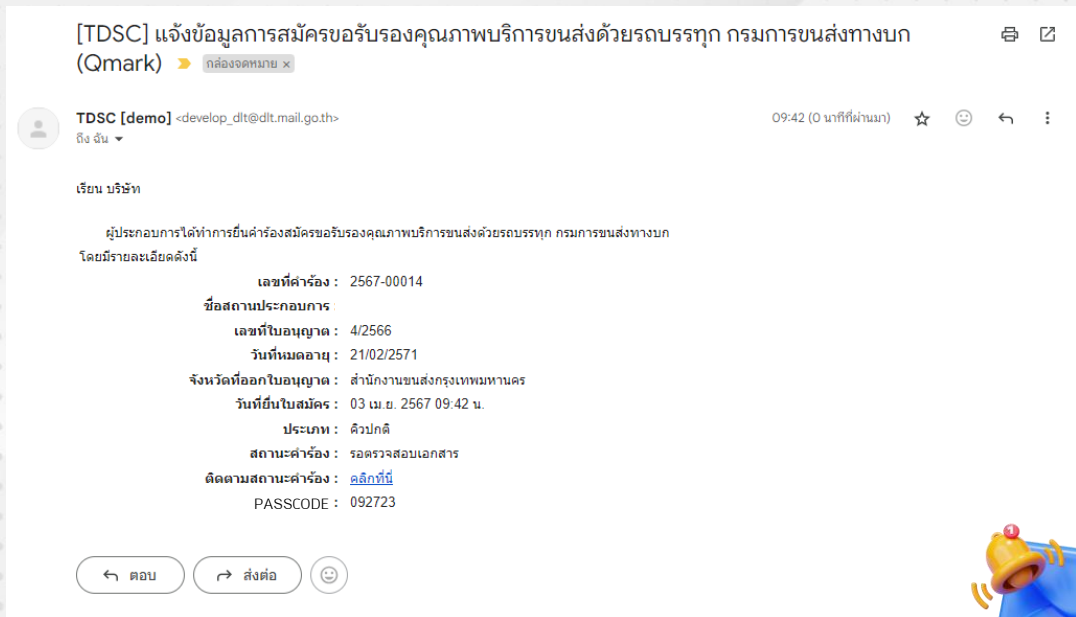 [TDSC] แจ้งข้อมูลการสมัครขอรับรองคุณภาพบริการขนส่งด้วยรถบรรทุก กรมการขนส่งทางบก
(Qmark) กล่องจดหมาย ×
TDSC [demo] <develop_dlt@dlt.mail.go.th> 09:42 (0 นาทีที่ผ่านมา)
ถึง ฉัน
เรียน บริษัท
ผู้ประกอบการได้ทำการยื่นคำร้องสมัครขอรับรองคุณภาพบริการขนส่งด้วยรถบรรทุก กรมการขนส่งทางบก
โดยมีรายละเอียดดังนี้
เลขที่คำร้อง : 2567-00014
ชื่อสถานประกอบการ :
เลขที่ใบอนุญาต : 4/2566
วันที่หมดอายุ : 21/02/2571
จังหวัดที่ออกใบอนุญาต : สำนักงานขนส่งกรุงเทพมหานคร
วันที่ยื่นใบสมัคร : 03 เม.ย. 2567 09:42 น.
ประเภท : คิวปกติ
สถานะคำร้อง : รอตรวจสอบเอกสาร
ติดตามสถานะคำร้อง : คลิกที่นี่
PASSCODE : 092723
ตอบ ส่งต่อ
1